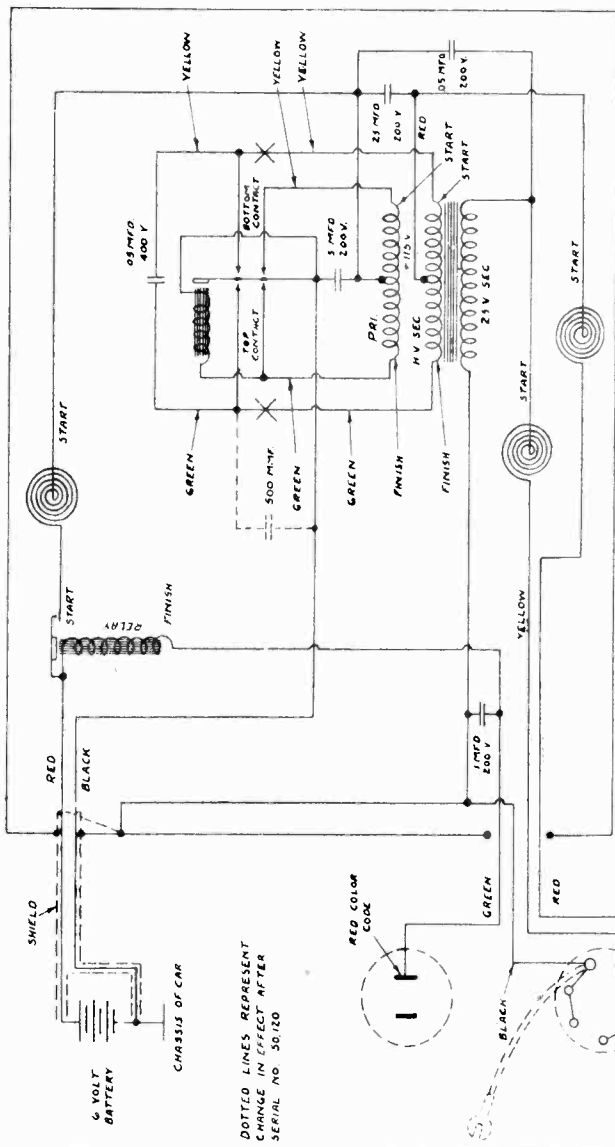 YELLOW
YELLOW
YELLOW
.05 MFD.
400 V
BOTTOM
CONTACT
TOP
CONTACT
.25 MFD
200 V
.05 MFD
200 V
RED
START
START
.5 MFD
200 V.
PRI.
115 V
H V SEC
2.5 V SEC
START
START
START
GREEN
500 MMF.
GREEN
GREEN
FINISH
FINISH
START
RELAY
FINISH
RED
BLACK
SHIELD
YELLOW
1 MFD
200 V
RED
GREEN
BLACK
RED COLOR
CODE
6 VOLT
BATTERY
CHASSIS OF CAR
DOTTED LINES REPRESENT
CHANGE IN EFFECT AFTER
SERIAL NO. 50,120